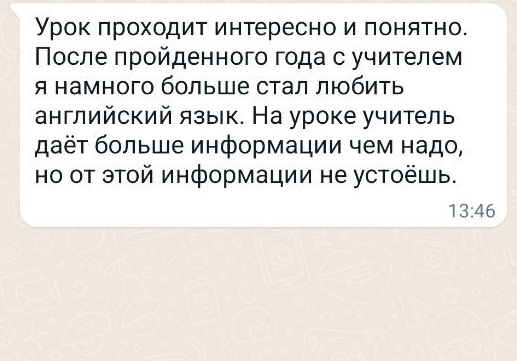 Урок проходит интересно и понятно.
После пройденного года с учителем
я намного больше стал любить
английский язык. На уроке учитель
даёт больше информации чем надо,
но от этой информации не устоёшь.
13:46